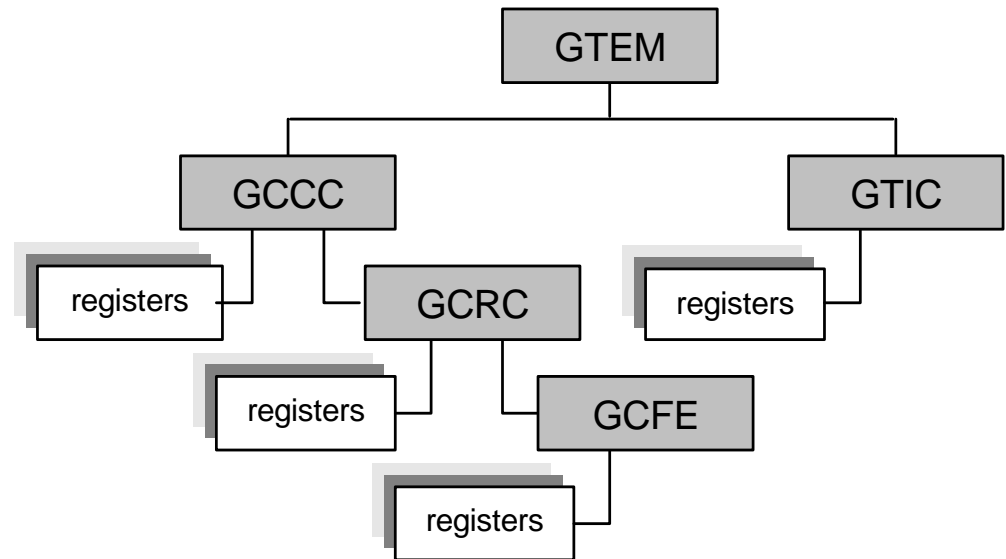 GTEM
GCCC
GTIC
registers
GCRC
registers
registers
GCFE
registers